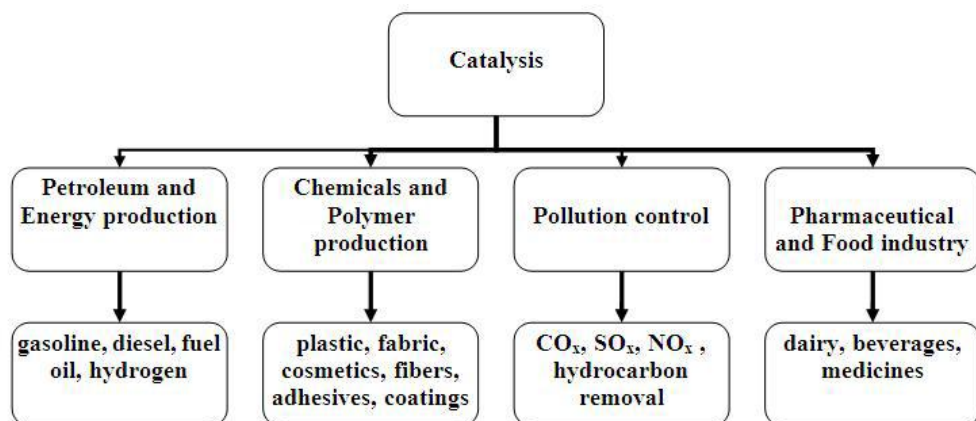 Catalysis
Petroleum and
Energy production
Chemicals and
Polymer
production
Pollution control
Pharmaceutical
and Food industry
gasoline, diesel, fuel
oil, hydrogen
plastic, fabric,
cosmetics, fibers,
adhesives, coatings
COₓ, SOₓ, NOₓ ,
hydrocarbon
removal
dairy, beverages,
medicines